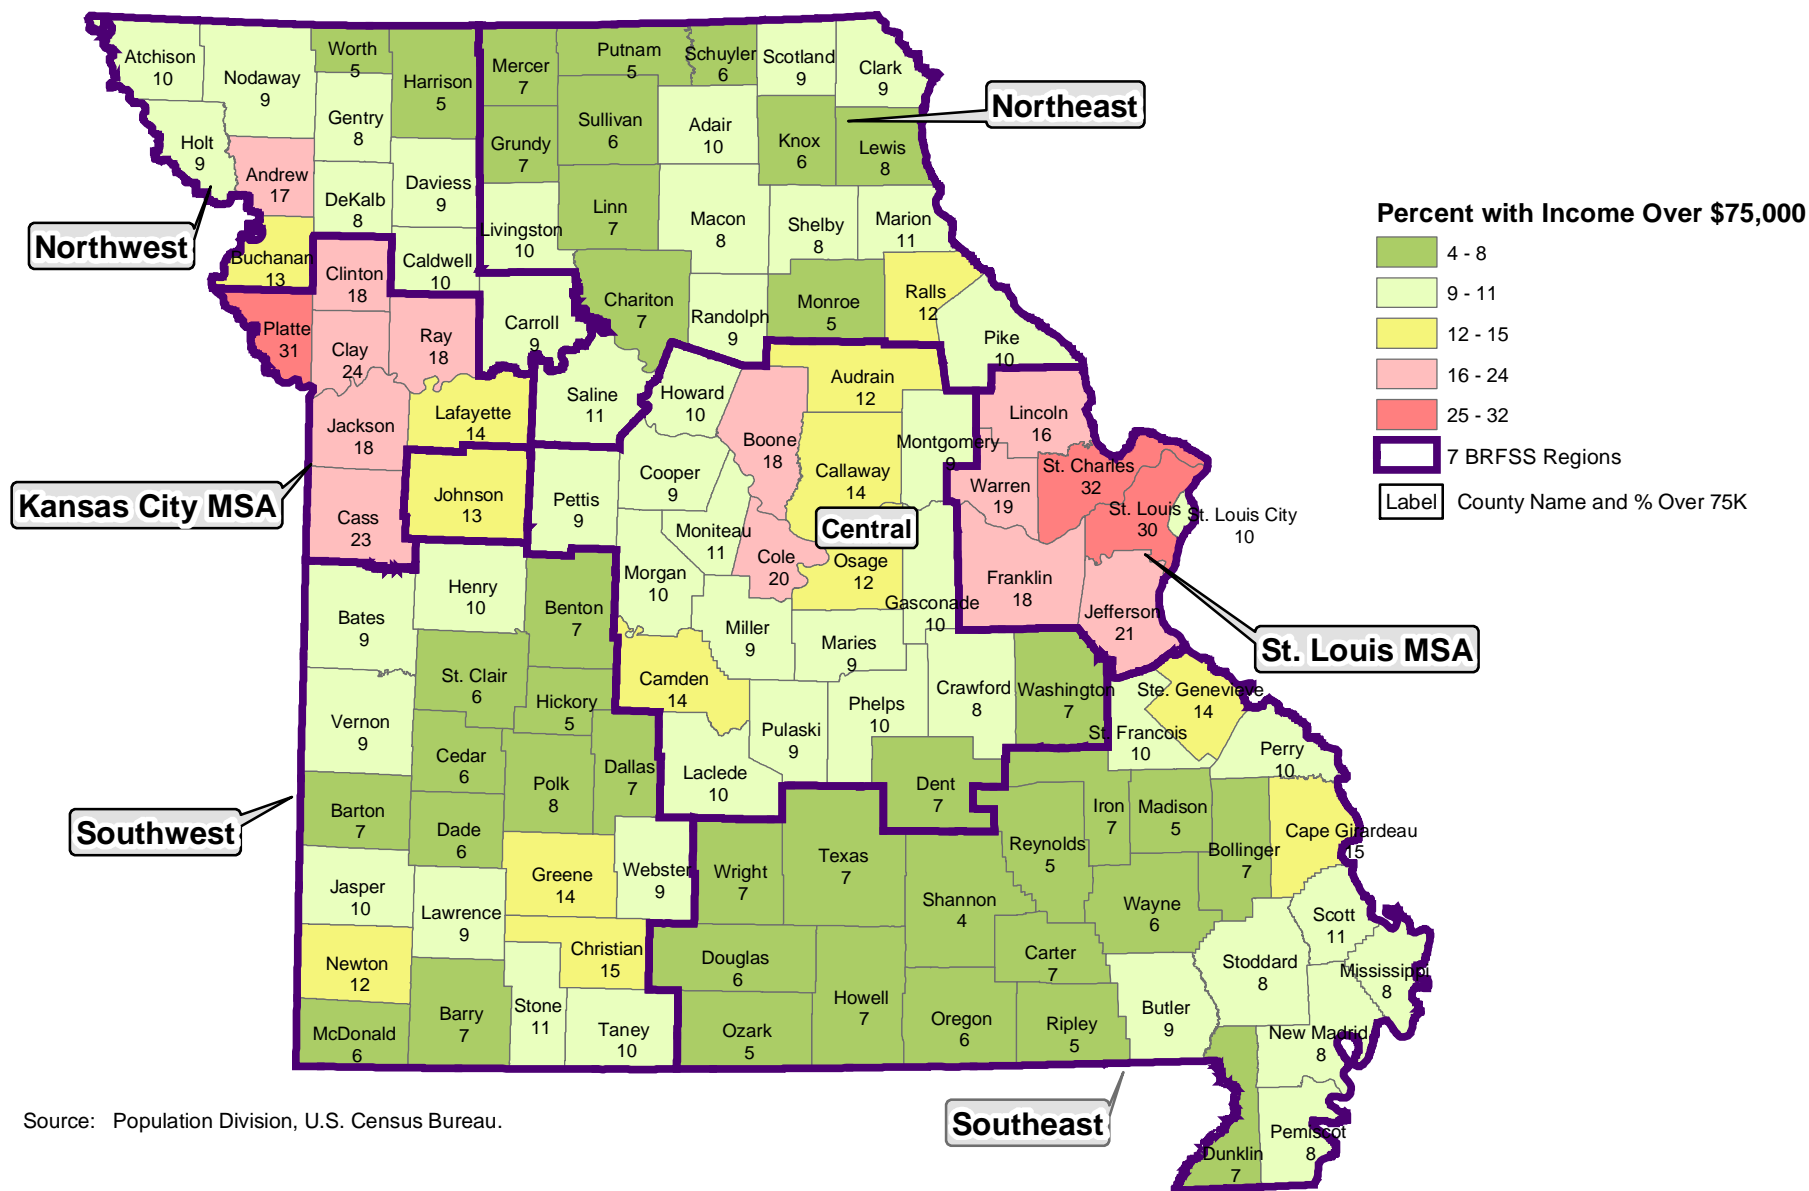 Atchison
10
Nodaway
9
Worth
5
Harrison
5
Mercer
7
Putnam
5
Schuyler
6
Scotland
9
Clark
9
Northeast
Holt
9
Gentry
8
Grundy
7
Sullivan
6
Adair
10
Knox
6
Lewis
8
Andrew
17
DeKalb
8
Daviess
9
Livingston
10
Linn
7
Macon
8
Shelby
8
Marion
11
Northwest
Buchanan
13
Clinton
18
Caldwell
10
Carroll
9
Chariton
7
Randolph
9
Monroe
5
Ralls
12
Pike
10
Platte
31
Clay
24
Ray
18
Saline
11
Howard
10
Audrain
12
Jackson
18
Lafayette
14
Boone
18
Callaway
14
Montgomery
9
Lincoln
16
Kansas City MSA
Johnson
13
Pettis
9
Cooper
9
Warren
19
St. Charles
32
St. Louis
30
St. Louis City
10
Cass
23
Moniteau
11
Central
Cole
20
Osage
12
Gasconade
10
Franklin
18
Jefferson
21
St. Louis MSA
Bates
9
Henry
10
Benton
7
Morgan
10
Miller
9
Maries
9
St. Clair
6
Hickory
5
Camden
14
Pulaski
9
Phelps
10
Crawford
8
Washington
7
Ste. Genevieve
14
St. Francois
10
Perry
10
Vernon
9
Cedar
6
Polk
8
Dallas
7
Laclede
10
Dent
7
Iron
7
Madison
5
Bollinger
7
Cape Girardeau
15
Southwest
Barton
7
Dade
6
Greene
14
Webster
9
Wright
7
Texas
7
Shannon
4
Reynolds
5
Wayne
6
Scott
11
Jasper
10
Lawrence
9
Christian
15
Douglas
6
Howell
7
Carter
7
Stoddard
8
Mississippi
8
Newton
12
Barry
7
Stone
11
Taney
10
Ozark
5
Oregon
6
Ripley
5
Butler
9
New Madrid
8
McDonald
6
Southeast
Dunklin
7
Pemiscot
8
Percent with Income Over $75,000
4 - 8
9 - 11
12 - 15
16 - 24
25 - 32
7 BRFSS Regions
Label County Name and % Over 75K
Source: Population Division, U.S. Census Bureau.